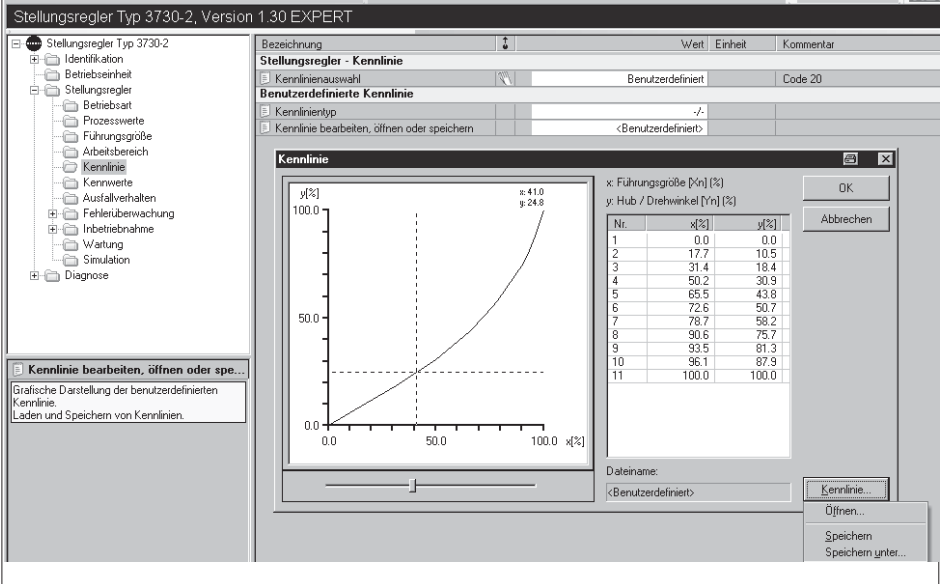 Stellungsregler Typ 3730-2, Version 1.30 EXPERT
Stellungsregler Typ 3730-2
Identifikation
Betriebseinheit
Stellungsregler
Betriebsart
Prozesswerte
Führungsgröße
Arbeitsbereich
Kennlinie
Kennwerte
Ausfallverhalten
Fehlerüberwachung
Inbetriebnahme
Wartung
Simulation
Diagnose
Kennlinie bearbeiten, öffnen oder spe...
Grafische Darstellung der benutzerdefinierten
Kennlinie.
Laden und Speichern von Kennlinien.
Bezeichnung Wert Einheit Kommentar
Stellungsregler - Kennlinie
Kennlinienauswahl Benutzerdefiniert Code 20
Benutzerdefinierte Kennlinie
Kennlinientyp -/-
Kennlinie bearbeiten, öffnen oder speichern <Benutzerdefiniert>
Kennlinie
y[%]
x: 41.0
y: 24.8
100.0
50.0
0.0
0.0 50.0 100.0 x[%]
x: Führungsgröße [Xn] (%)
y: Hub / Drehwinkel [Yn] (%)
Nr. x[%] y[%]
1 0.0 0.0
2 17.7 10.5
3 31.4 18.4
4 50.2 30.9
5 65.5 43.8
6 72.6 50.7
7 78.7 58.2
8 90.6 75.7
9 93.5 81.3
10 96.1 87.9
11 100.0 100.0
Dateiname:
<Benutzerdefiniert>
OK
Abbrechen
Kennlinie...
Öffnen...
Speichern
Speichern unter...